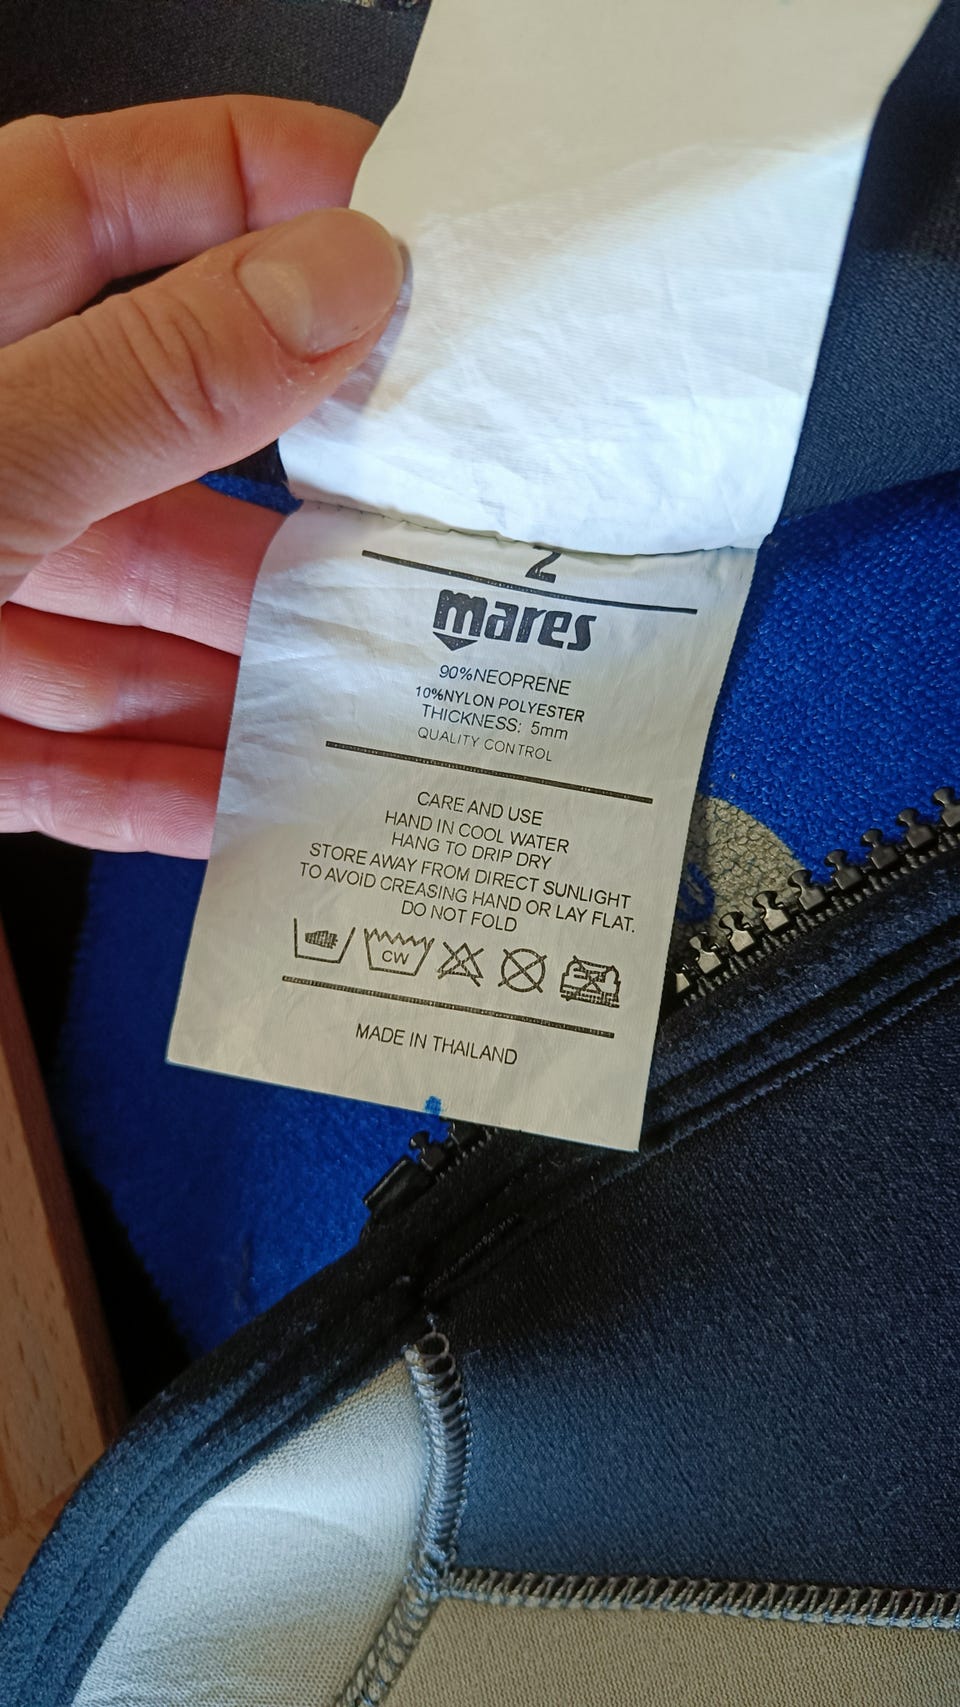 2
mares
90%NEOPRENE
10%NYLON POLYESTER
THICKNESS: 5mm
QUALITY CONTROL
CARE AND USE
HAND IN COOL WATER
HANG TO DRIP DRY
STORE AWAY FROM DIRECT SUNLIGHT
TO AVOID CREASING HAND OR LAY FLAT.
DO NOT FOLD
CW
MADE IN THAILAND